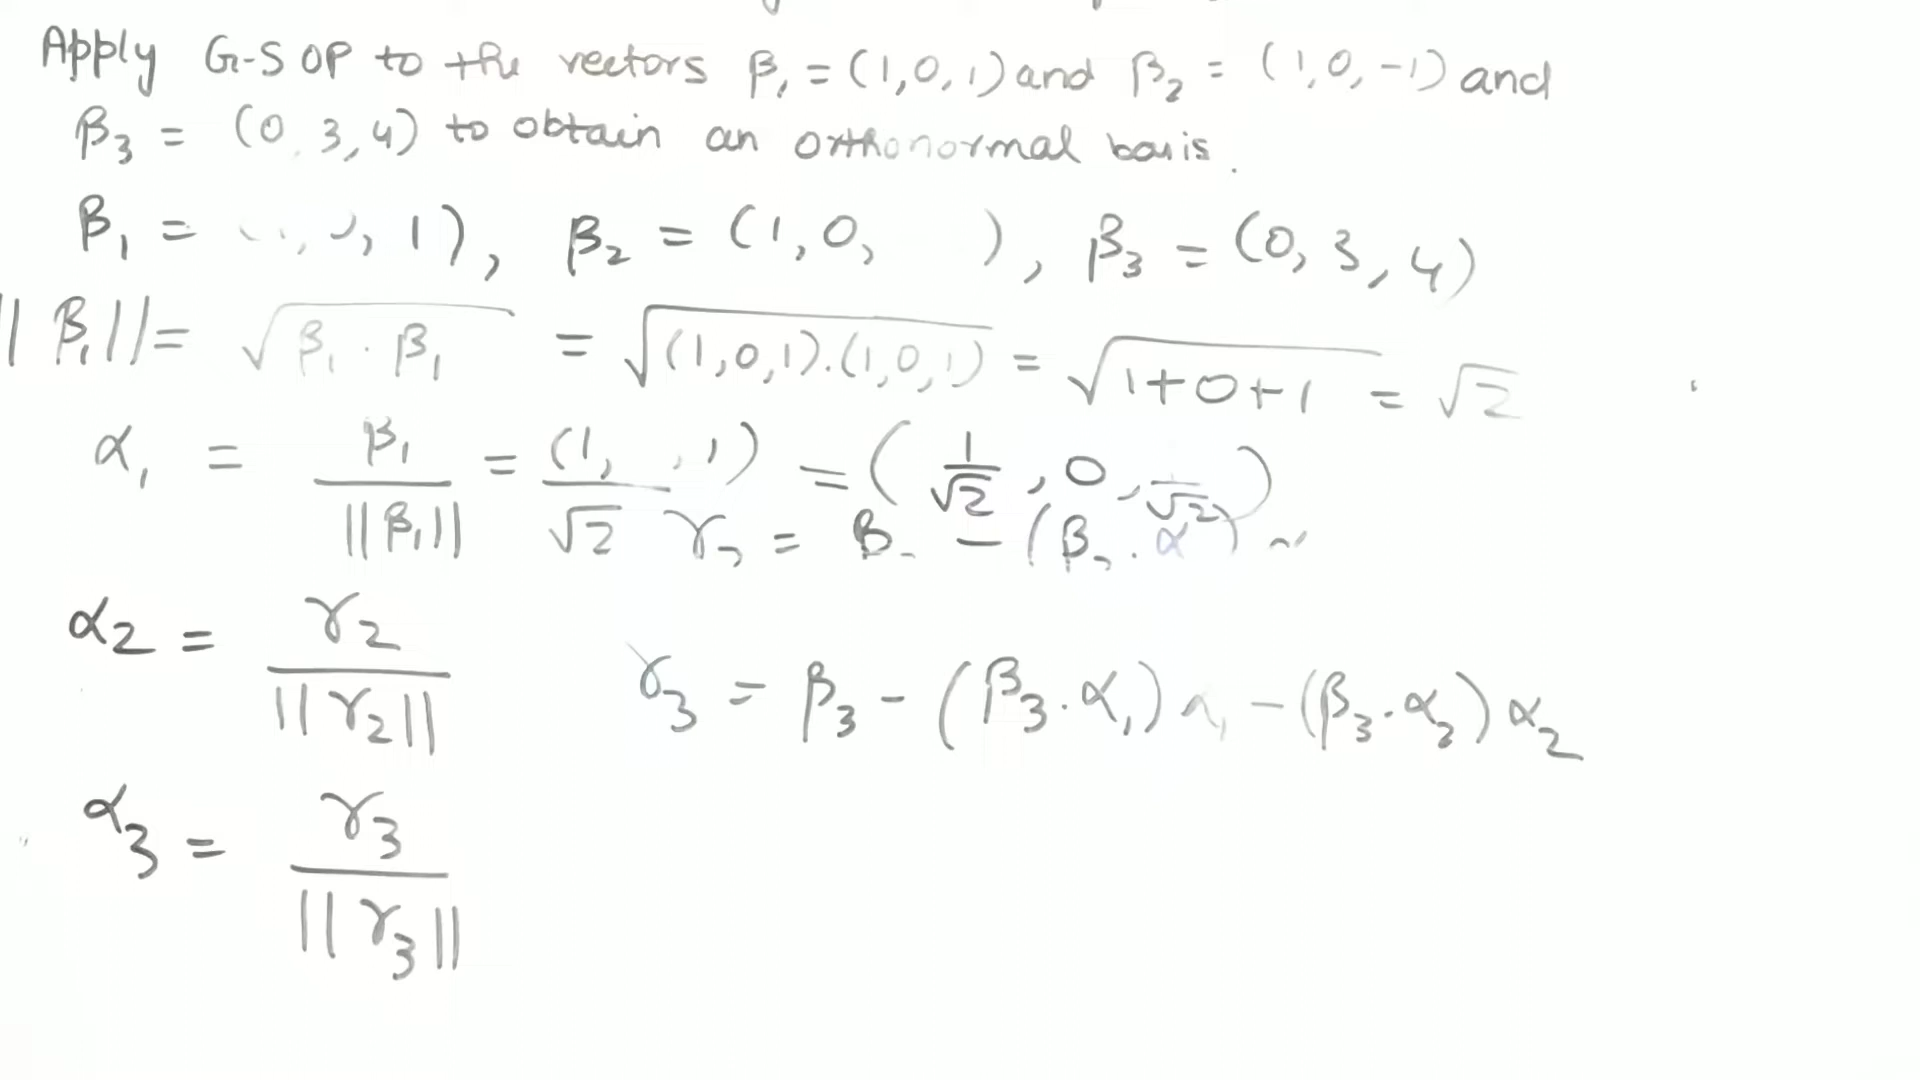 Apply G-S OP to the vectors β₁ = (1,0,1) and β₂ = (1,0,-1) and
β₃ = (0,3,4) to obtain an orthonormal basis.
β₁ = , 1), β₂ = (1,0, ), β₃ = (0,3,4)
||β₁|| = √(β₁·β₁) = √((1,0,1).(1,0,1)) = √(1+0+1) = √2
α₁ = β₁/||β₁|| = (1, ,1)/√2 = (1/√2, 0, 1/√2)
γ₂ = β - (β₂.α)
α₂ = γ₂/||γ₂|| γ₃ = β₃ - (β₃.α₁)α₁ - (β₃.α₂)α₂
α₃ = γ₃/||γ₃||